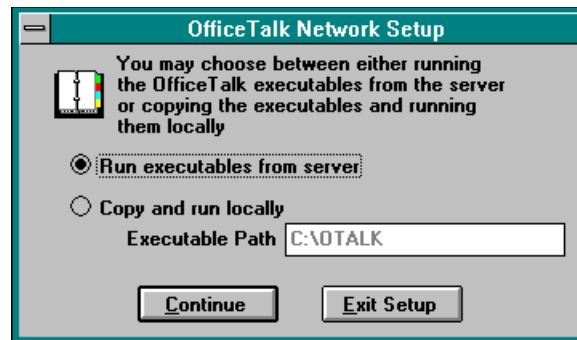 OfficeTalk Network Setup
You may choose between either running
the OfficeTalk executables from the server
or copying the executables and running
them locally
Run executables from server
Copy and run locally
Executable Path C:\OTALK
Continue Exit Setup